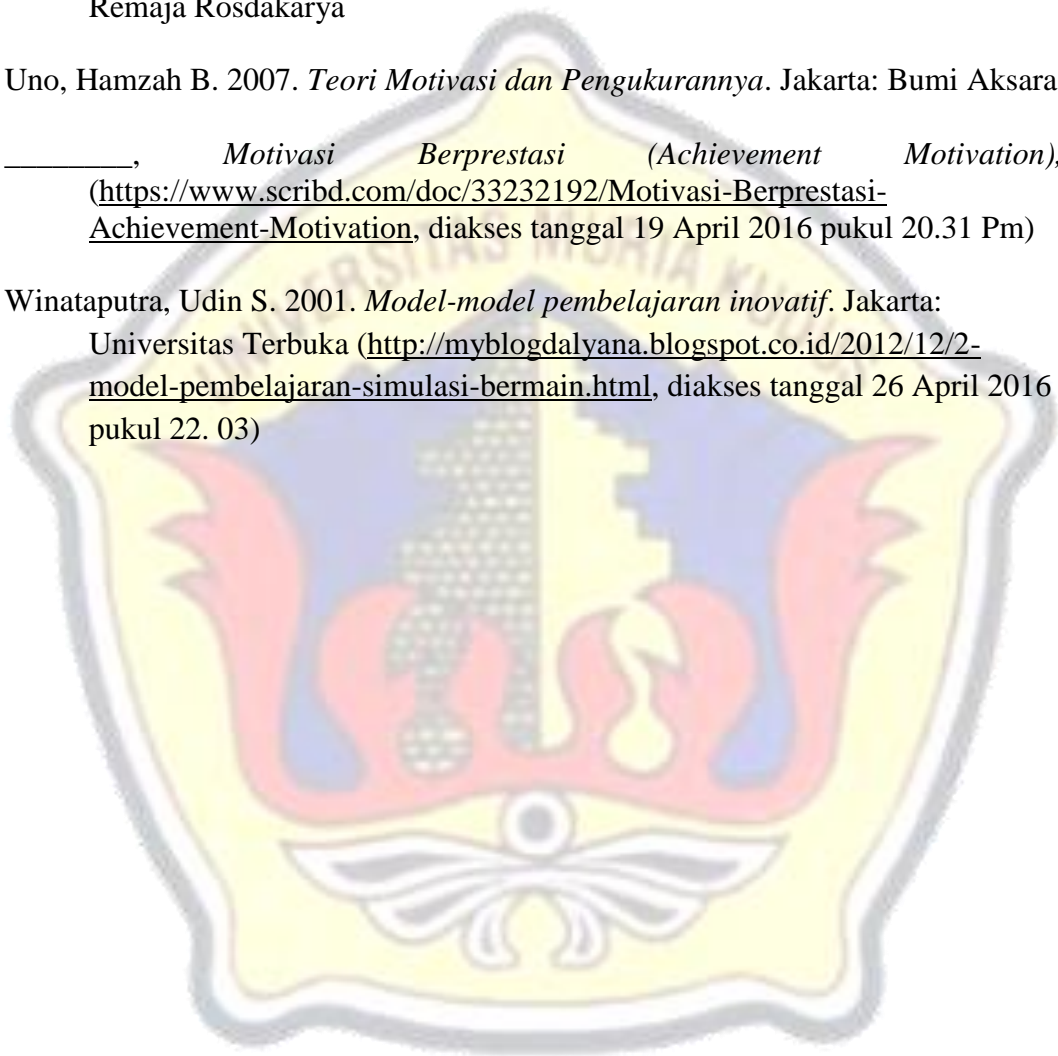 Remaja Rosdakarya
Uno, Hamzah B. 2007. Teori Motivasi dan Pengukurannya. Jakarta: Bumi Aksara
________, Motivasi Berprestasi (Achievement Motivation),
(https://www.scribd.com/doc/33232192/Motivasi-Berprestasi-
Achievement-Motivation, diakses tanggal 19 April 2016 pukul 20.31 Pm)
UNIVERSITAS MURIA KUDUS
Winataputra, Udin S. 2001. Model-model pembelajaran inovatif. Jakarta:
Universitas Terbuka (http://myblogdalyana.blogspot.co.id/2012/12/2-
model-pembelajaran-simulasi-bermain.html, diakses tanggal 26 April 2016
pukul 22. 03)